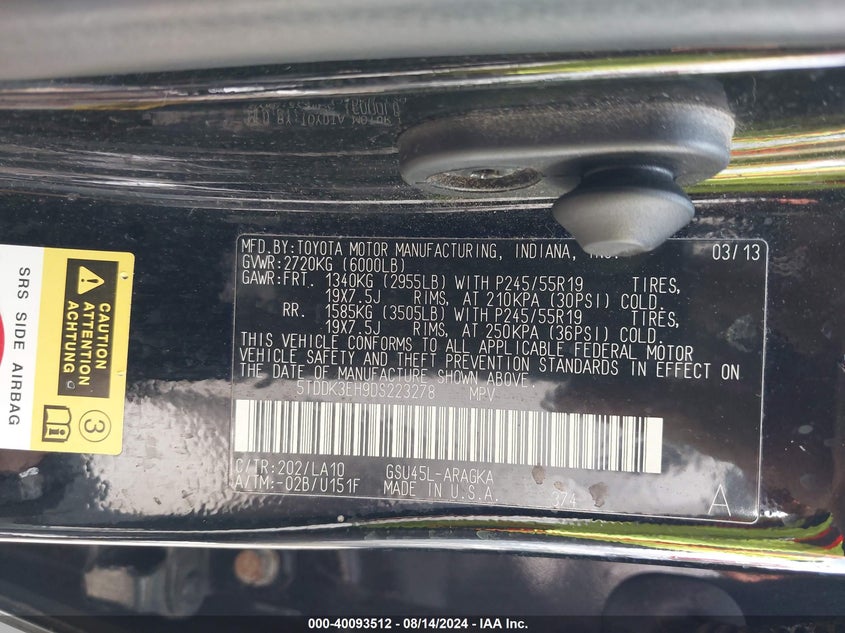 MFD.BY:TOYOTA MOTOR MANUFACTURING, INDIANA, INC. 03/13
GVWR:2720KG (6000LB)
GAWR:FRT. 1340KG (2955LB) WITH P245/55R19 TIRES,
19X7.5J RIMS, AT 210KPA (30PSI) COLD.
RR. 1585KG (3505LB) WITH P245/55R19 TIRES,
19X7.5J RIMS, AT 250KPA (36PSI) COLD.
THIS VEHICLE CONFORMS TO ALL APPLICABLE FEDERAL MOTOR
VEHICLE SAFETY AND THEFT PREVENTION STANDARDS IN EFFECT ON
THE DATE OF MANUFACTURE SHOWN ABOVE.
5TDDK3EH9DS223278 MPV
C/TR:202/LA10 GSU45L-ARAGKA
A/TM:-02B/U151F MADE IN U.S.A. 374 A
SRS SIDE AIRBAG
CAUTION
ATTENTION
ACHTUNG
3
000-40093512 - 08/14/2024 - IAA Inc.